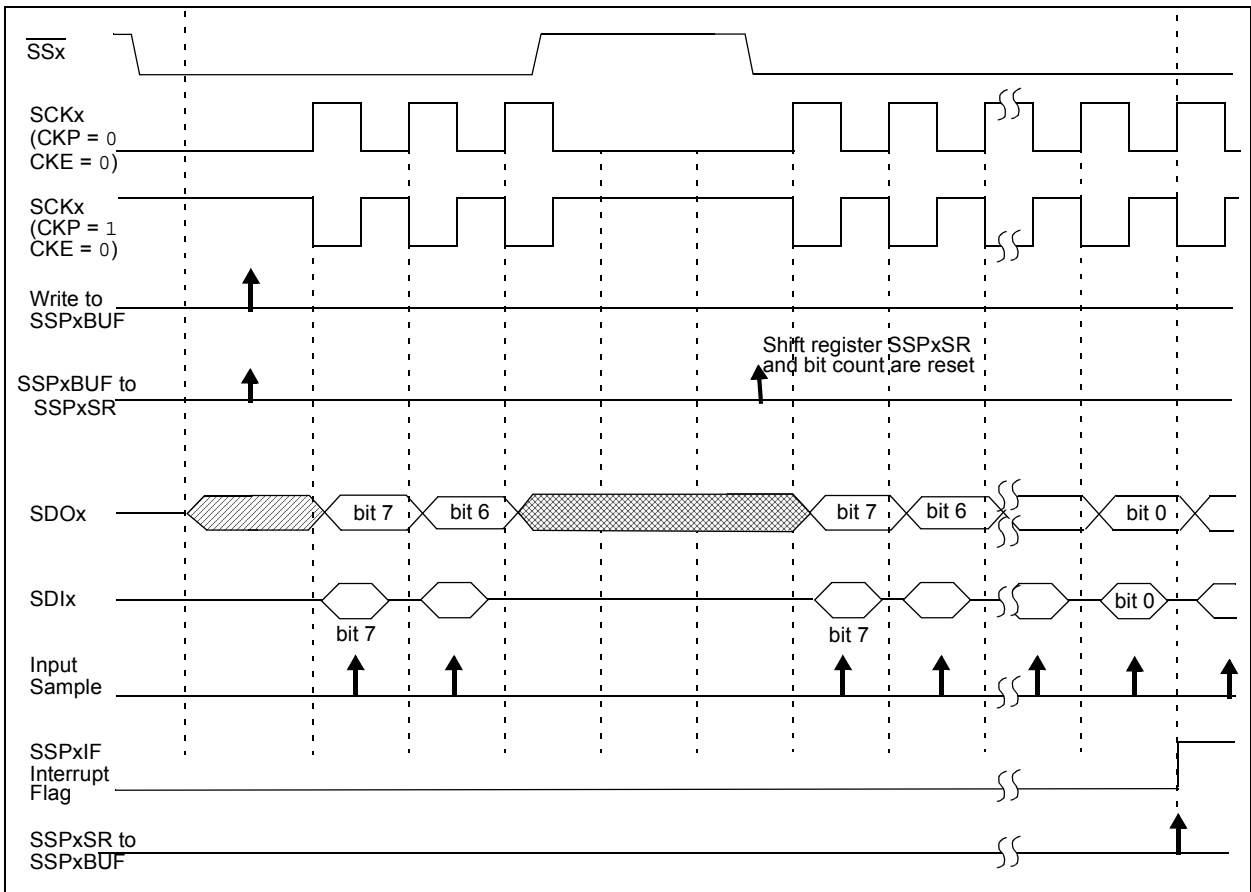 SSx
SCKx
(CKP = 0
CKE = 0)
SCKx
(CKP = 1
CKE = 0)
Write to
SSPxBUF
Shift register SSPxSR
and bit count are reset
SSPxBUF to
SSPxSR
SDOx
bit 7
bit 6
bit 7
bit 6
bit 0
SDIx
bit 0
bit 7
bit 7
Input
Sample
SSPxIF
Interrupt
Flag
SSPxSR to
SSPxBUF